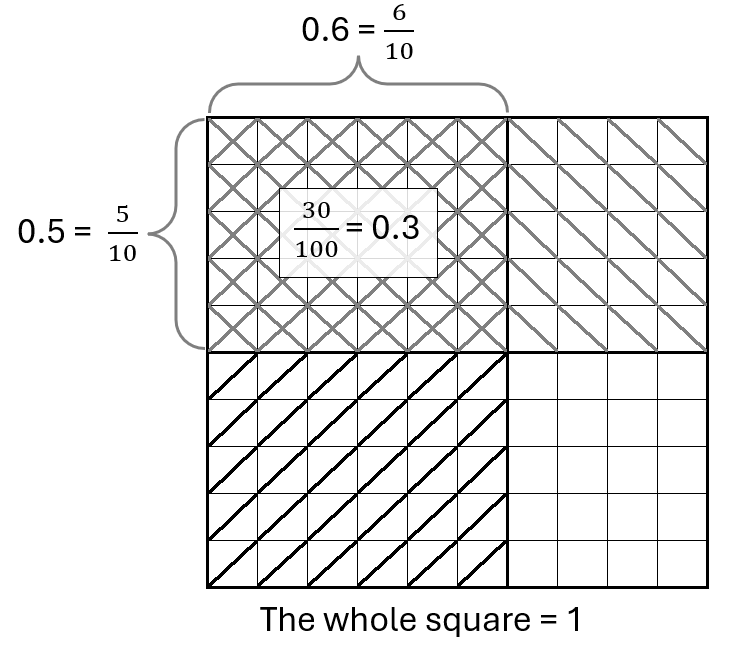 0.6 = 6/10
0.5 = 5/10
30/100 = 0.3
The whole square = 1